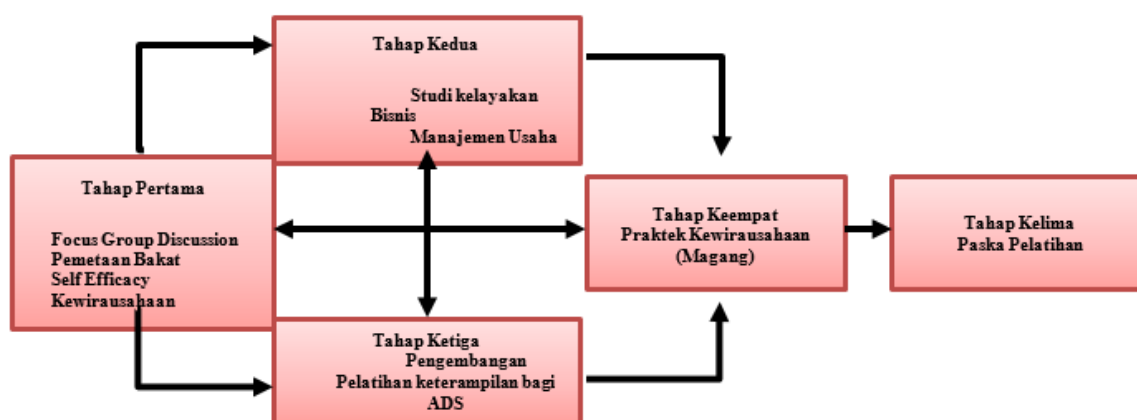 Tahap Kedua
Studi kelayakan
Bisnis
Manajemen Usaha
Tahap Pertama
Focus Group Discussion
Pemetaan Bakat
Self Efficacy
Kewirausahaan
Tahap Keempat
Praktek Kewirausahaan
(Magang)
Tahap Kelima
Paska Pelatihan
Tahap Ketiga
Pengembangan
Pelatihan keterampilan bagi
ADS